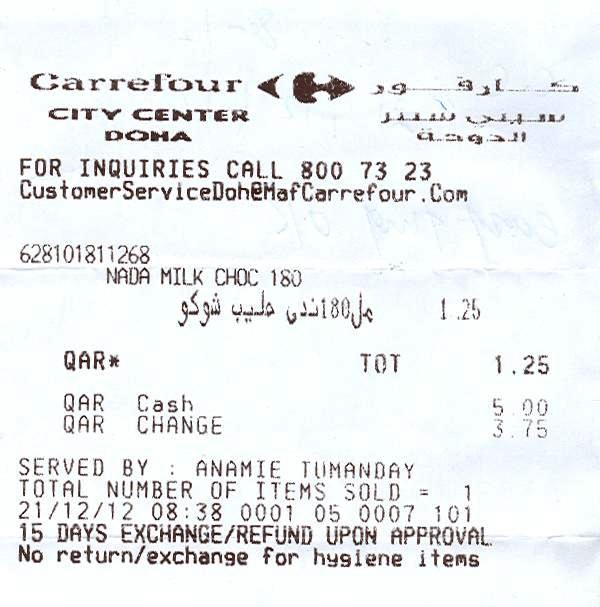 Carrefour كارفور
CITY CENTER سيتي سنتر
DOHA الدوحة
FOR INQUIRIES CALL 800 73 23
CustomerServiceDoh@MafCarrefour.Com
628101811268
NADA MILK CHOC 180
ندى حليب شوكو 180مل 1.25
QAR* TOT 1.25
QAR Cash 5.00
QAR CHANGE 3.75
SERVED BY : ANAMIE TUMANDAY
TOTAL NUMBER OF ITEMS SOLD = 1
21/12/12 08:38 0001 05 0007 101
15 DAYS EXCHANGE/REFUND UPON APPROVAL
No return/exchange for hygiene items